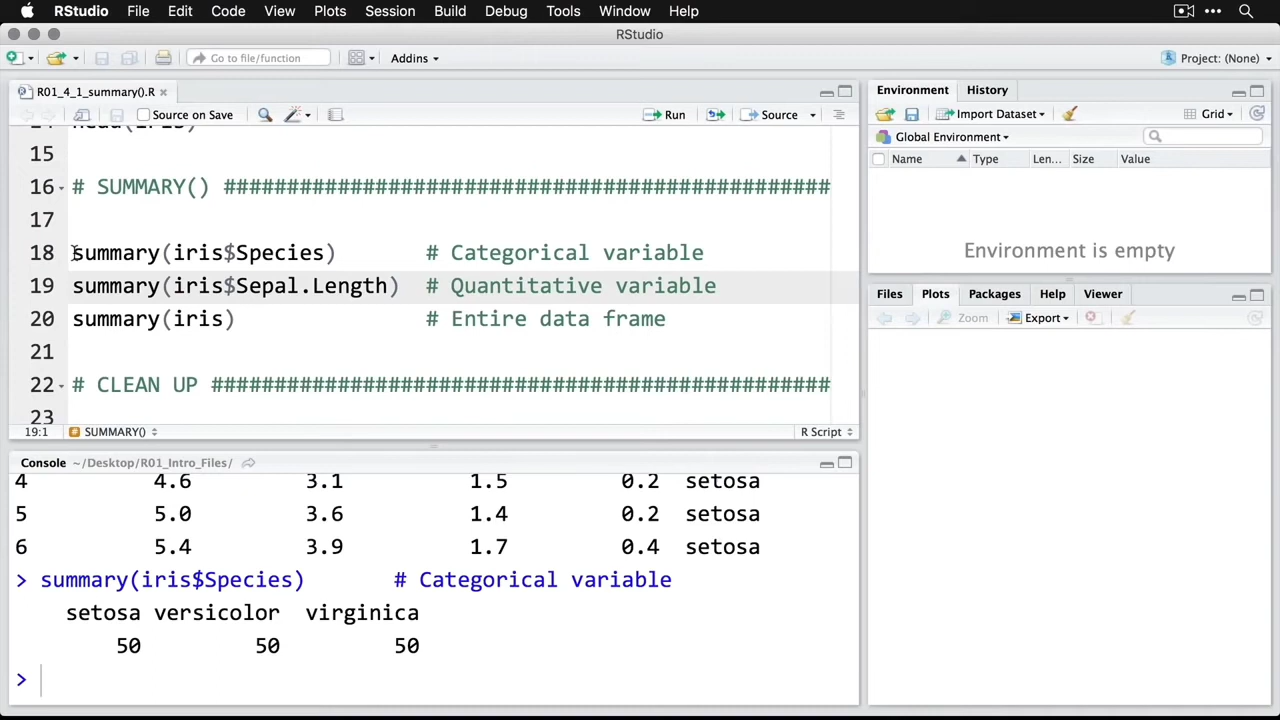 RStudio File Edit Code View Plots Session Build Debug Tools Window Help
RStudio
Go to file/function Addins Project: (None)
R01_4_1_summary().R
Source on Save Run Source
15
16 # SUMMARY() ################################################
17
18 summary(iris$Species) # Categorical variable
19 summary(iris$Sepal.Length) # Quantitative variable
20 summary(iris) # Entire data frame
21
22 # CLEAN UP #################################################
23
19:1 SUMMARY() R Script
Console ~/Desktop/R01_Intro_Files/
4 4.6 3.1 1.5 0.2 setosa
5 5.0 3.6 1.4 0.2 setosa
6 5.4 3.9 1.7 0.4 setosa
> summary(iris$Species) # Categorical variable
setosa versicolor virginica
50 50 50
>
Environment History
Import Dataset Grid
Global Environment
Name Type Len... Size Value
Environment is empty
Files Plots Packages Help Viewer
Zoom Export